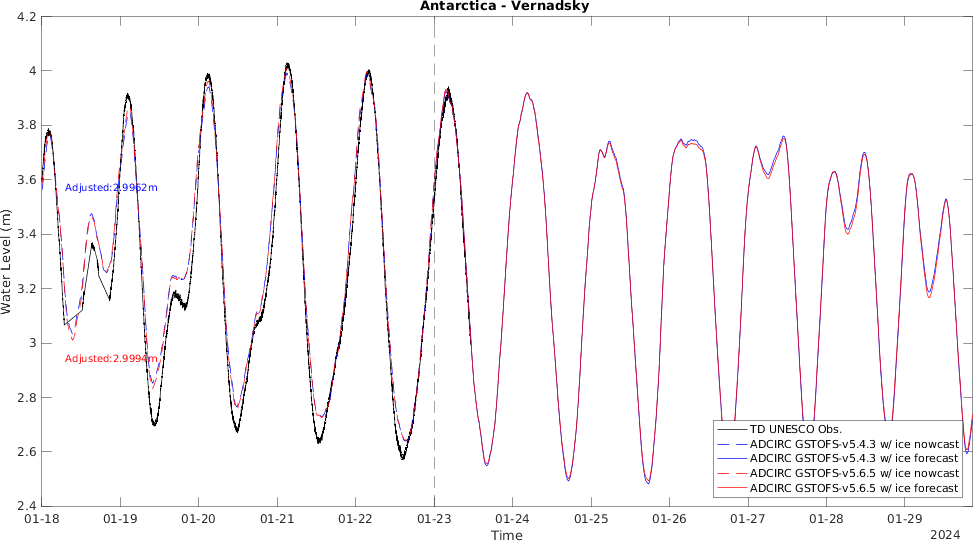 Antarctica - Vernadsky
4.2
4
3.8
3.6
3.4
3.2
3
2.8
2.6
2.4
Water Level (m)
Adjusted:2.9962m
Adjusted:2.9994m
TD UNESCO Obs.
ADCIRC GSTOFS-v5.4.3 w/ ice nowcast
ADCIRC GSTOFS-v5.4.3 w/ ice forecast
ADCIRC GSTOFS-v5.6.5 w/ ice nowcast
ADCIRC GSTOFS-v5.6.5 w/ ice forecast
01-18 01-19 01-20 01-21 01-22 01-23 01-24 01-25 01-26 01-27 01-28 01-29
Time
2024